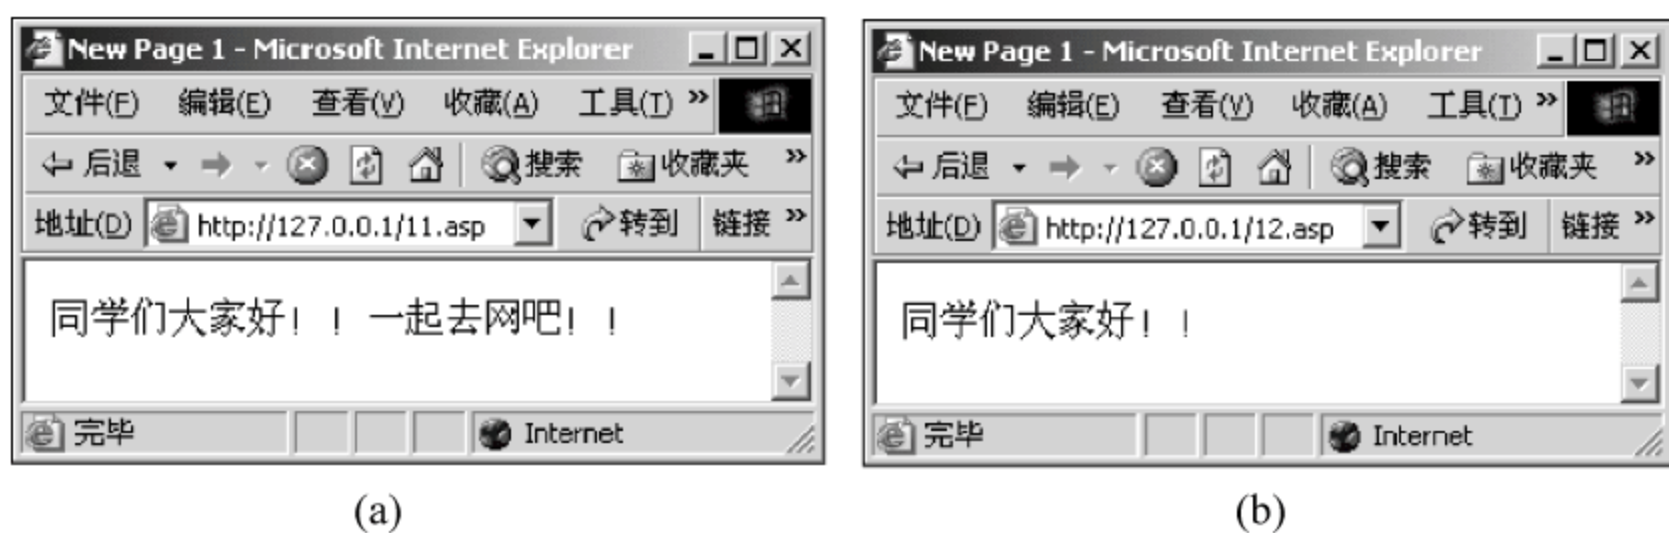 New Page 1 - Microsoft Internet Explorer
文件(F) 编辑(E) 查看(V) 收藏(A) 工具(T) »
后退 搜索 收藏夹 »
地址(D) http://127.0.0.1/11.asp 转到 链接 »
同学们大家好！！一起去网吧！！
完毕 Internet
(a)
New Page 1 - Microsoft Internet Explorer
文件(F) 编辑(E) 查看(V) 收藏(A) 工具(T) »
后退 搜索 收藏夹 »
地址(D) http://127.0.0.1/12.asp 转到 链接 »
同学们大家好！！
完毕 Internet
(b)